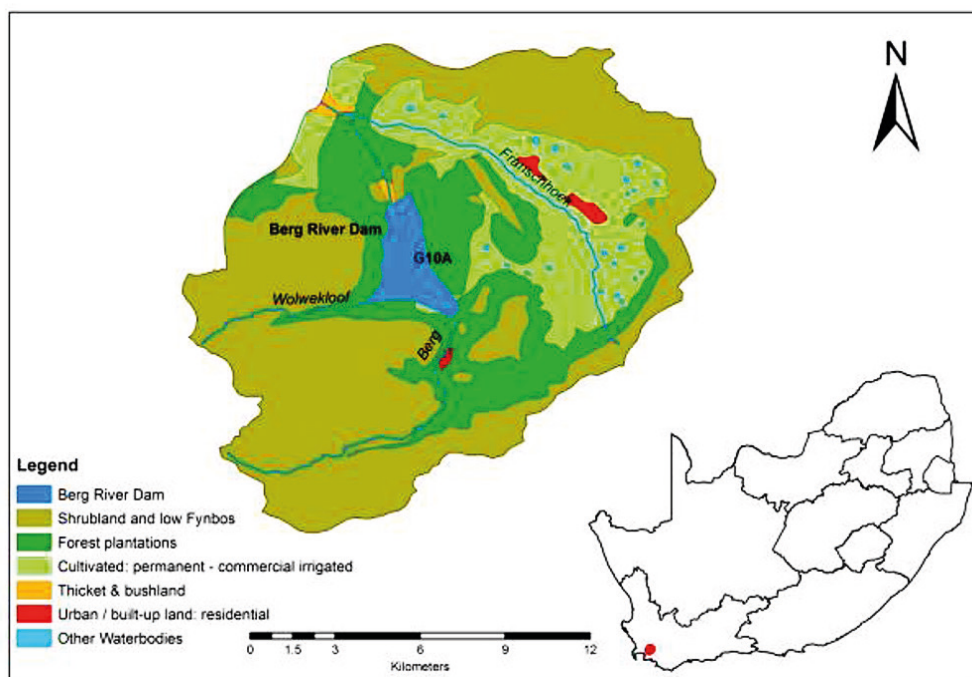 N
Franschhoek
Berg River Dam
G10A
Wolwekloof
Berg
Legend
Berg River Dam
Shrubland and low Fynbos
Forest plantations
Cultivated: permanent - commercial irrigated
Thicket & bushland
Urban / built-up land: residential
Other Waterbodies
0 1.5 3 6 9 12
Kilometers